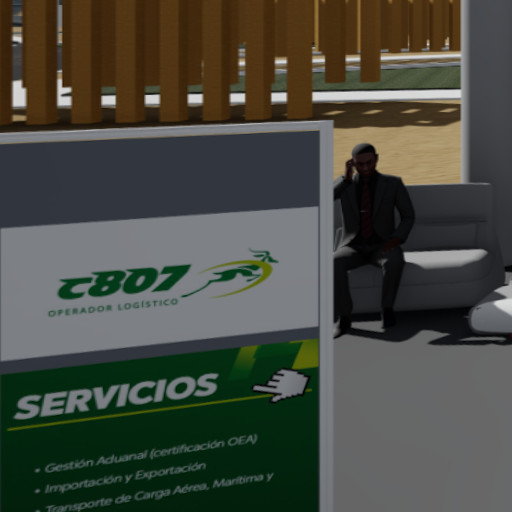 c807
OPERADOR LOGÍSTICO
SERVICIOS
• Gestión Aduanal (certificación OEA)
• Importación y Exportación
• Transporte de Carga Aérea, Marítima y